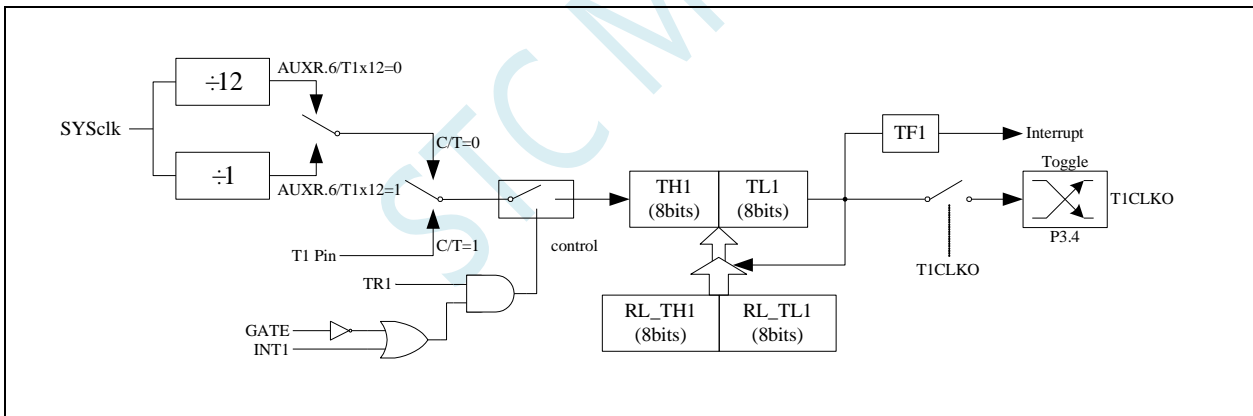 STC M
÷12
AUXR.6/T1x12=0
SYSclk
÷1
AUXR.6/T1x12=1
C/T=0
C/T=1
T1 Pin
control
TR1
GATE
INT1
TH1
(8bits)
TL1
(8bits)
RL_TH1
(8bits)
RL_TL1
(8bits)
TF1
Interrupt
Toggle
T1CLKO
P3.4
T1CLKO